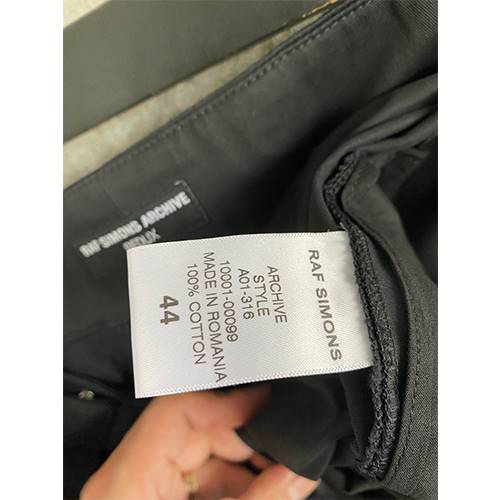 RAF SIMONS ARCHIVE
REDUX
RAF SIMONS
ARCHIVE
STYLE
A01-316
10001-00099
MADE IN ROMANIA
100% COTTON
44